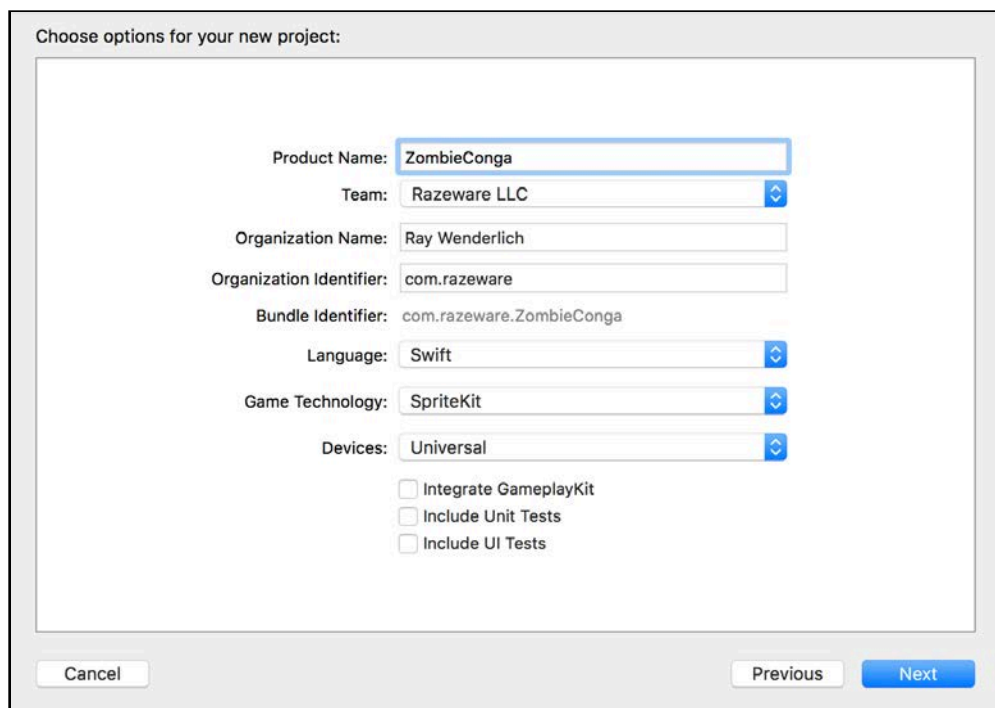 Choose options for your new project:
Product Name: ZombieConga
Team: Razeware LLC
Organization Name: Ray Wenderlich
Organization Identifier: com.razeware
Bundle Identifier: com.razeware.ZombieConga
Language: Swift
Game Technology: SpriteKit
Devices: Universal
Integrate GameplayKit
Include Unit Tests
Include UI Tests
Cancel Previous Next